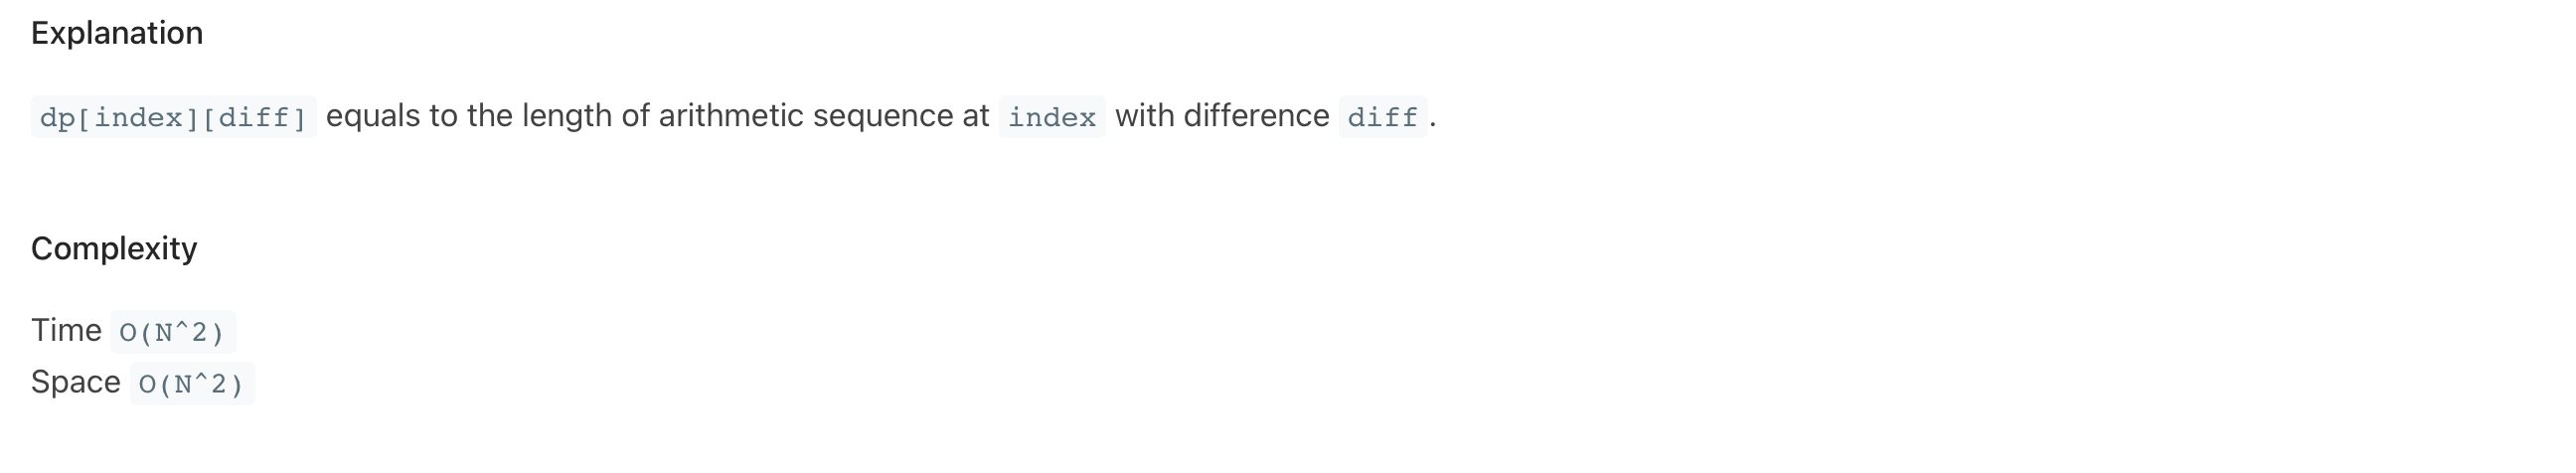 Explanation
dp[index][diff] equals to the length of arithmetic sequence at index with difference diff.
Complexity
Time O(N^2)
Space O(N^2)